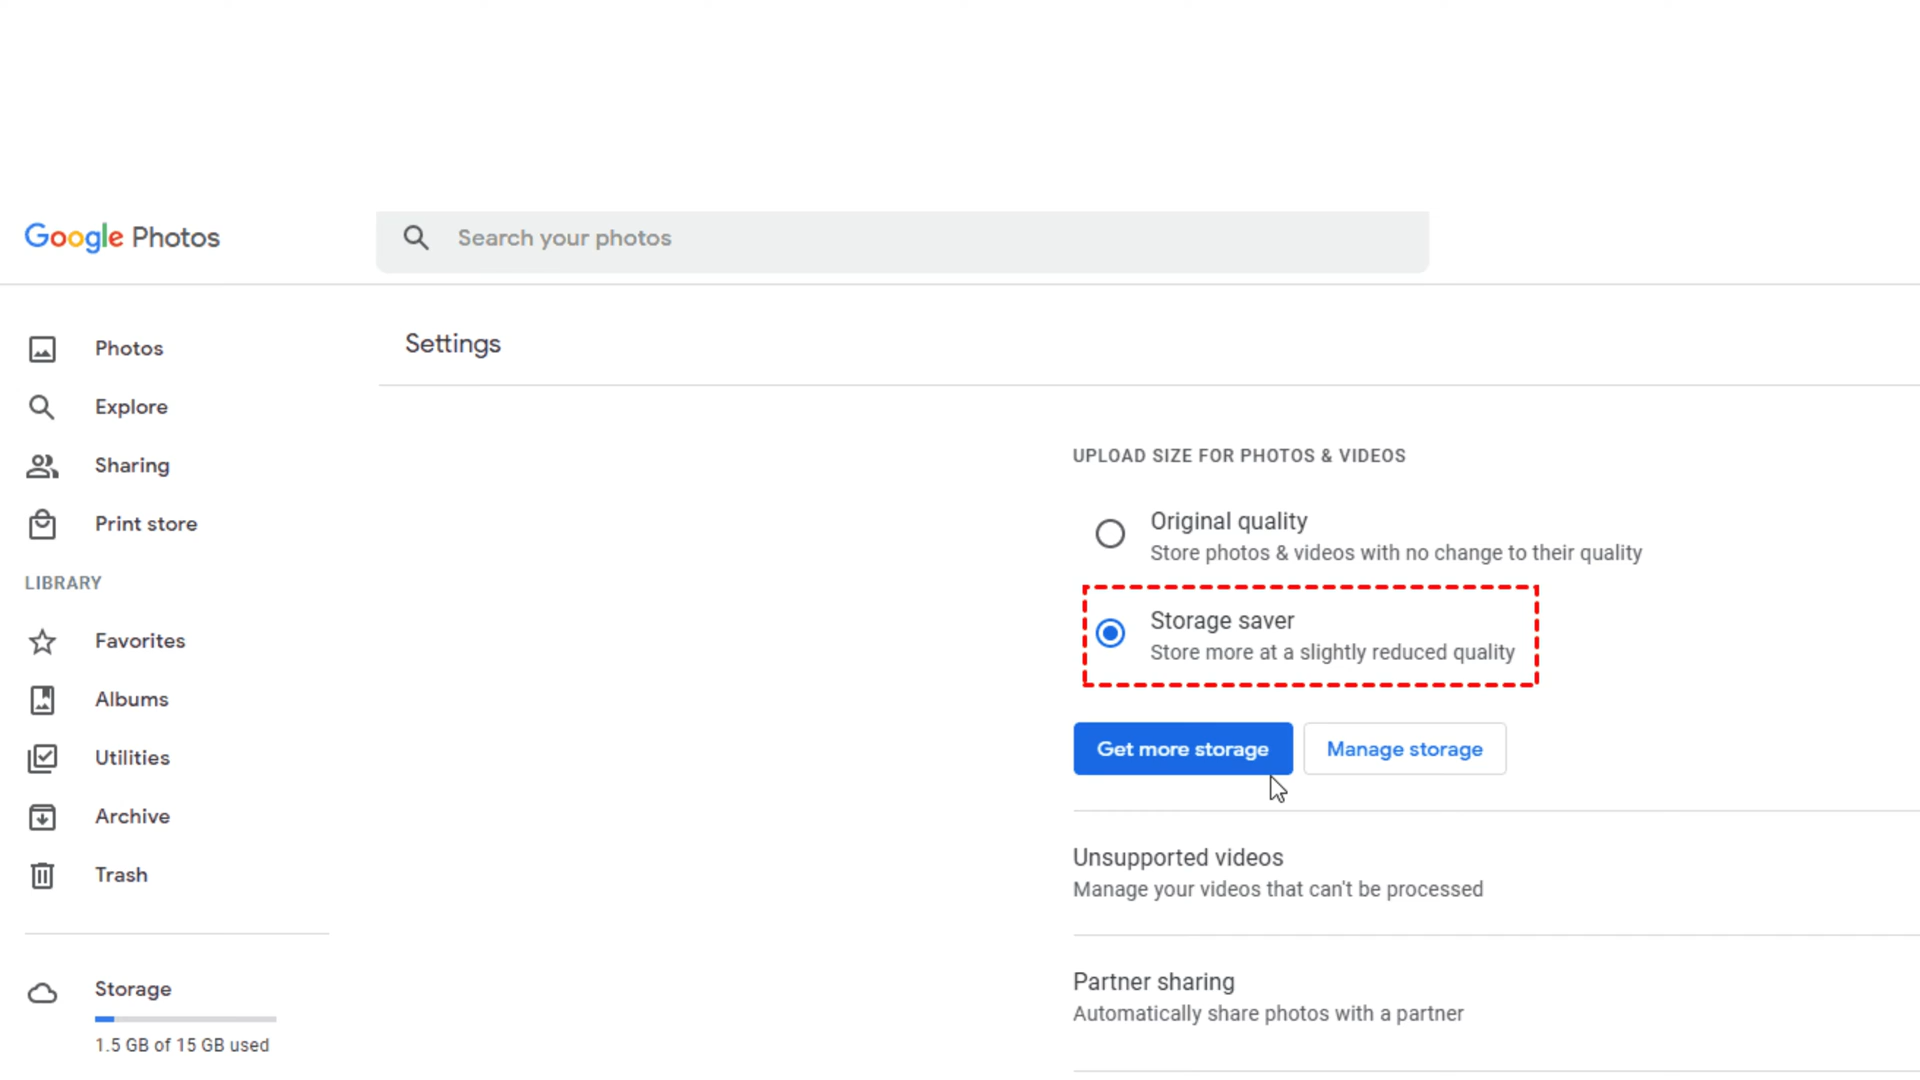 Google Photos
Search your photos
Settings
Photos
Explore
Sharing
Print store
LIBRARY
Favorites
Albums
Utilities
Archive
Trash
Storage
1.5 GB of 15 GB used
UPLOAD SIZE FOR PHOTOS & VIDEOS
Original quality
Store photos & videos with no change to their quality
Storage saver
Store more at a slightly reduced quality
Get more storage
Manage storage
Unsupported videos
Manage your videos that can't be processed
Partner sharing
Automatically share photos with a partner